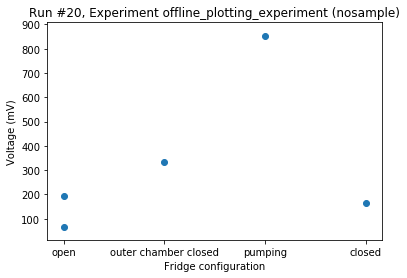 Run #20, Experiment offline_plotting_experiment (nosample)
900
800
700
600
500
400
300
200
100
Voltage (mV)
open outer chamber closed pumping closed
Fridge configuration